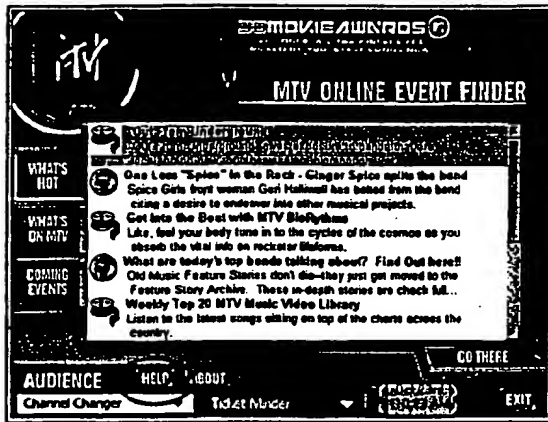 MTV
MOVIE AWARDS
MTV ONLINE EVENT FINDER
WHAT'S
HOT
WHAT'S
ON MTV
COMING
EVENTS
One Less "Spice" in the Rack - Ginger Spice splits the band
Spice Girls front woman Geri Halliwell has bolted from the band
citing a desire to endeavor into other musical projects.
Get Into the Beat with MTV BioRythms
Like, feel your body tune in to the cycles of the cosmos as you
absorb the vital info on rockstar lifeforms.
What are today's top bands talking about? Find Out here!!
Old Music Feature Stories don't die--they just get moved to the
Feature Story Archive. These in-depth stories are chock full...
Weekly Top 20 MTV Music Video Library
Listen to the latest songs sitting on top of the charts across the
country.
GO THERE
AUDIENCE
HELP
ABOUT
Channel Changer
Ticket Minder
EXIT